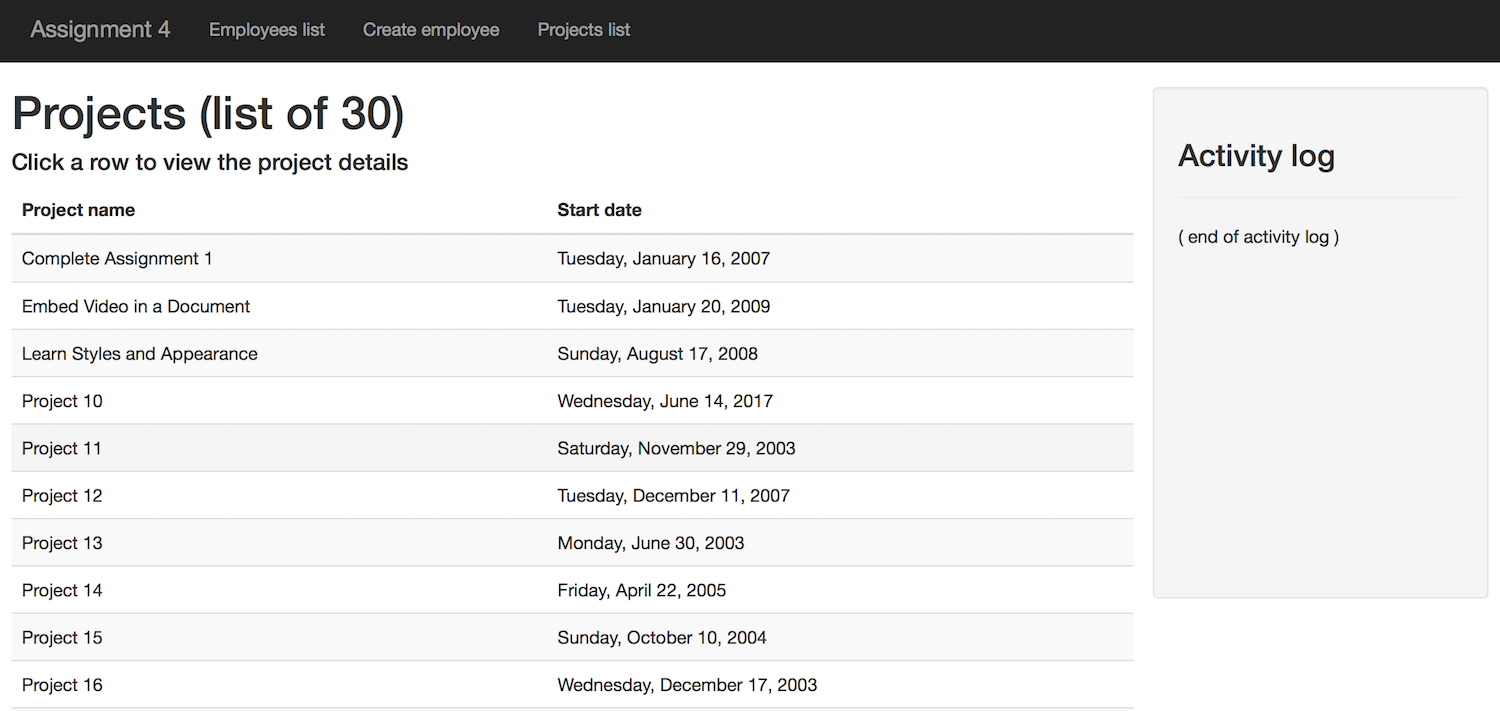 Assignment 4 Employees list Create employee Projects list
Projects (list of 30)
Click a row to view the project details
Project name Start date
Complete Assignment 1 Tuesday, January 16, 2007
Embed Video in a Document Tuesday, January 20, 2009
Learn Styles and Appearance Sunday, August 17, 2008
Project 10 Wednesday, June 14, 2017
Project 11 Saturday, November 29, 2003
Project 12 Tuesday, December 11, 2007
Project 13 Monday, June 30, 2003
Project 14 Friday, April 22, 2005
Project 15 Sunday, October 10, 2004
Project 16 Wednesday, December 17, 2003
Activity log
( end of activity log )